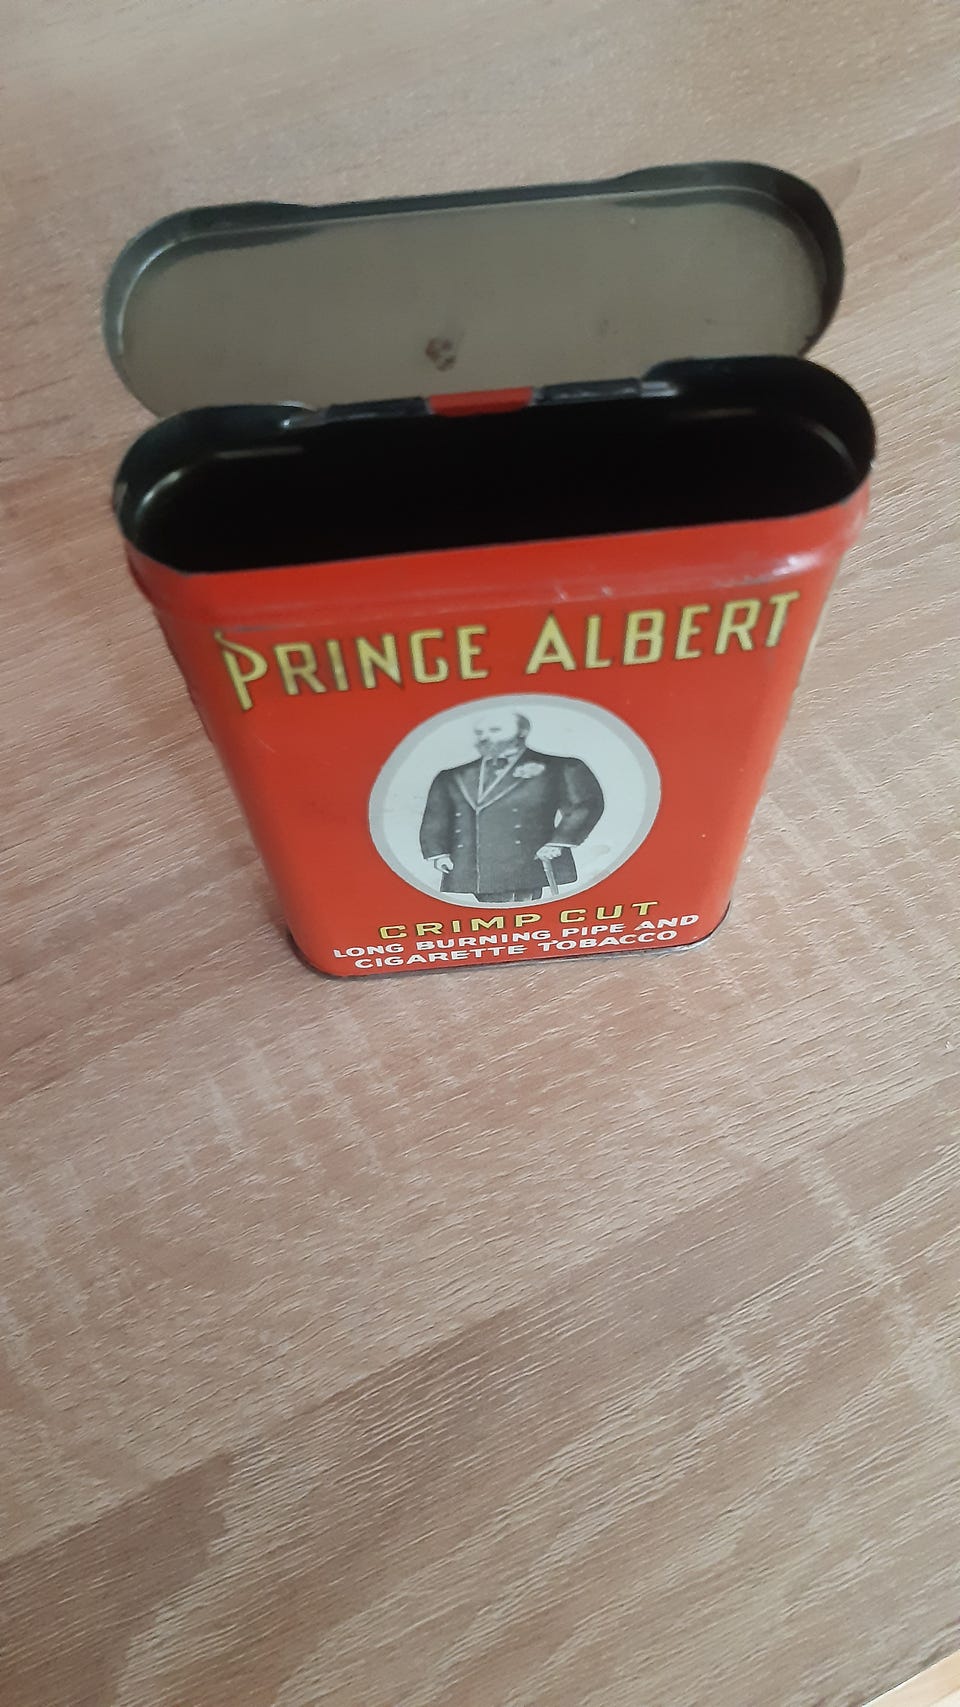 PRINCE ALBERT
CRIMP CUT
LONG BURNING PIPE AND
CIGARETTE TOBACCO